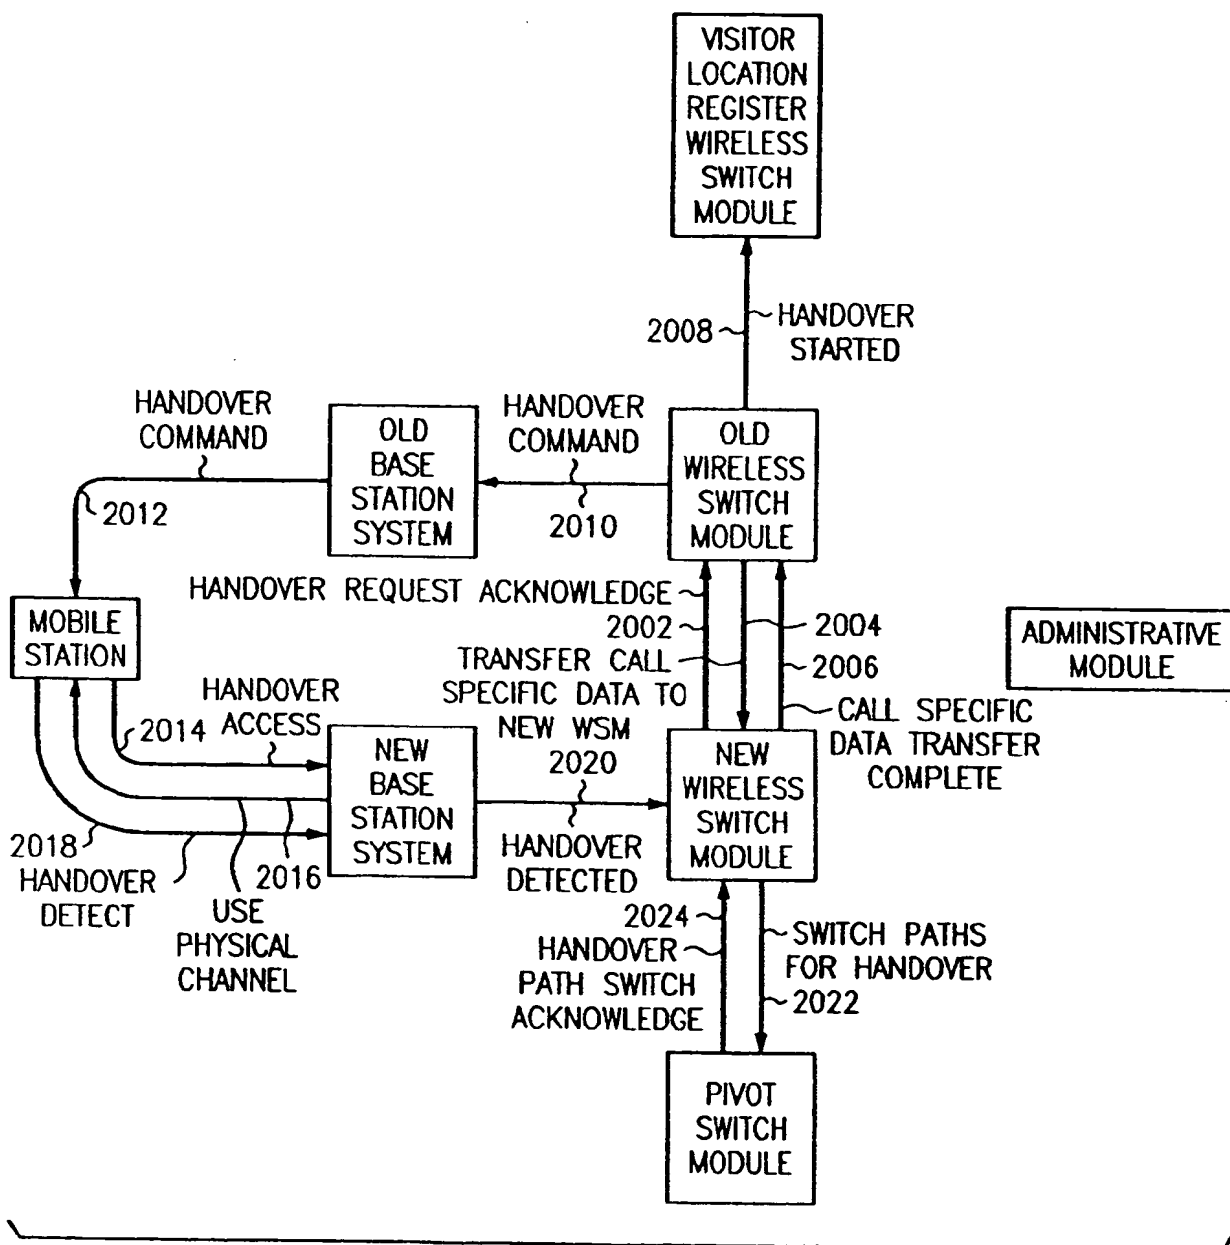 VISITOR
LOCATION
REGISTER
WIRELESS
SWITCH
MODULE
2008
HANDOVER
STARTED
HANDOVER
COMMAND
2012
OLD
BASE
STATION
SYSTEM
HANDOVER
COMMAND
2010
OLD
WIRELESS
SWITCH
MODULE
HANDOVER REQUEST ACKNOWLEDGE
2002
2004
2006
TRANSFER CALL
SPECIFIC DATA TO
NEW WSM
CALL SPECIFIC
DATA TRANSFER
COMPLETE
ADMINISTRATIVE
MODULE
MOBILE
STATION
HANDOVER
ACCESS
2014
2018
HANDOVER
DETECT
2016
USE
PHYSICAL
CHANNEL
NEW
BASE
STATION
SYSTEM
2020
HANDOVER
DETECTED
NEW
WIRELESS
SWITCH
MODULE
2024
HANDOVER
PATH SWITCH
ACKNOWLEDGE
SWITCH PATHS
FOR HANDOVER
2022
PIVOT
SWITCH
MODULE